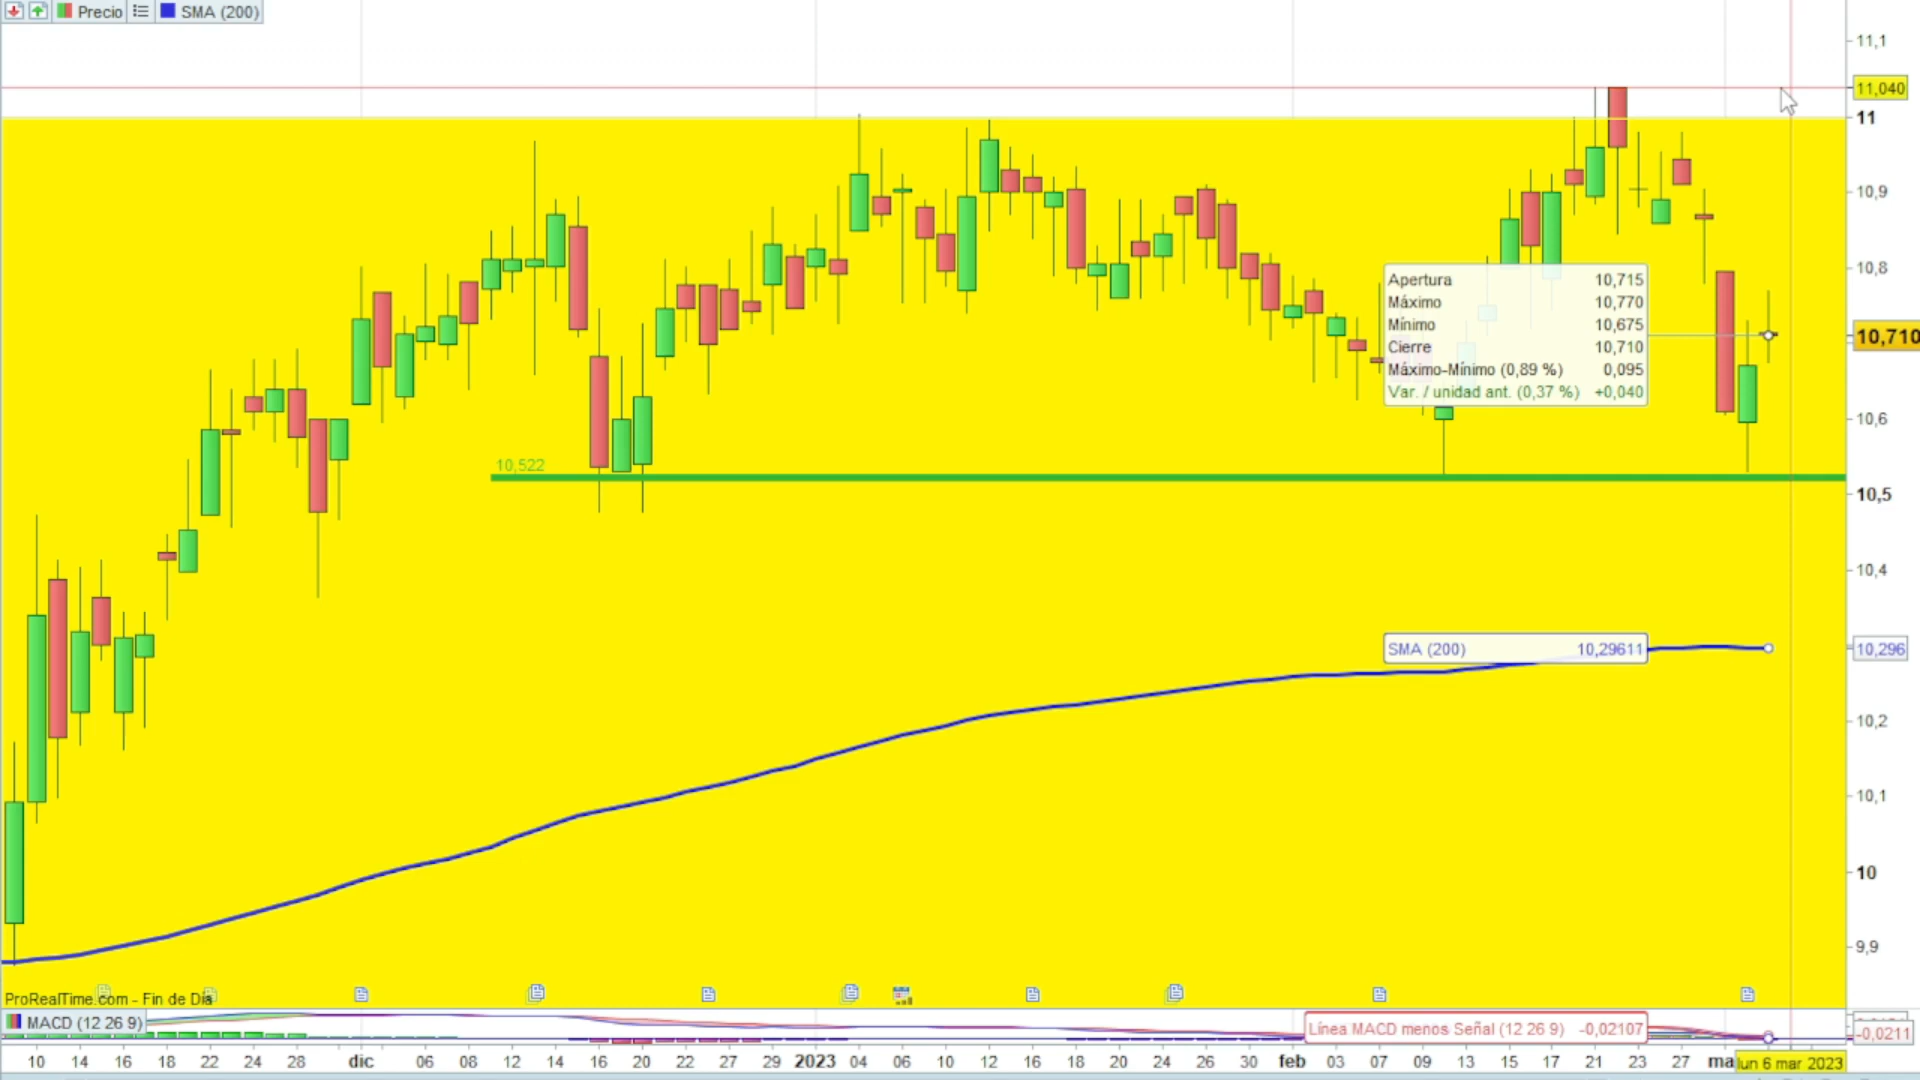 Precio SMA (200)
11,1
11,040
11
10,9
10,8
Apertura 10,715
Máximo 10,770
Mínimo 10,675
Cierre 10,710
Máximo-Mínimo (0,89 %) 0,095
Var. / unidad ant. (0,37 %) +0,040
10,710
10,6
10,522
10,5
10,4
SMA (200) 10,29611
10,296
10,2
10,1
10
9,9
ProRealTime.com - Fin de Día
MACD (12 26 9)
Línea MACD menos Señal (12 26 9) -0,02107
-0,0211
10 14 16 18 22 24 28 dic 06 08 12 14 16 20 22 27 29 2023 04 06 10 12 16 18 20 24 26 30 feb 03 07 09 13 15 17 21 23 27 ma lun 6 mar 2023